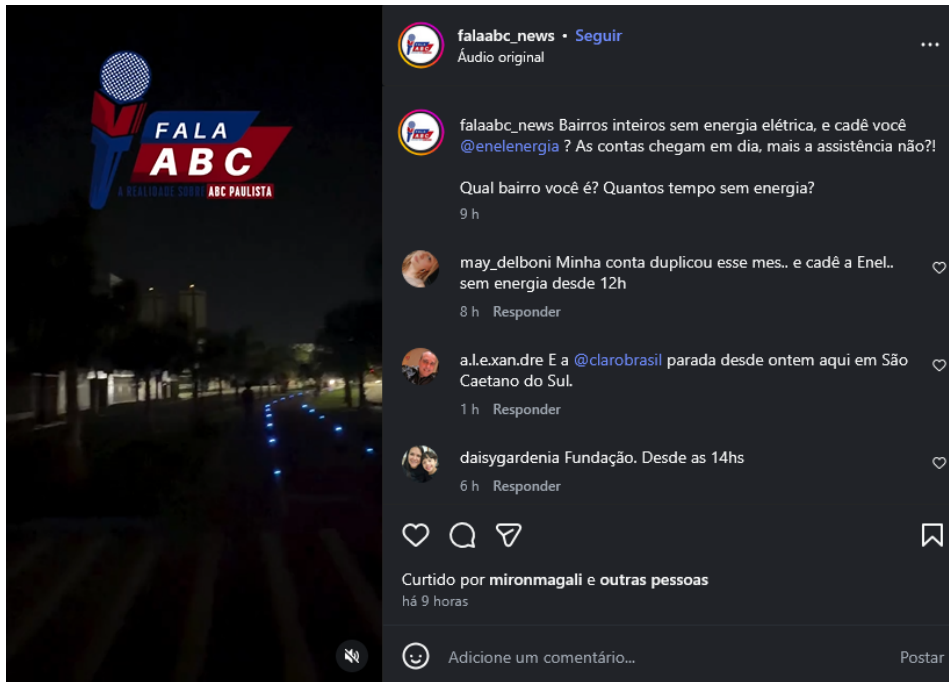 FALA
ABC
A REALIDADE SOBRE ABC PAULISTA
falaabc_news • Seguir
Áudio original
falaabc_news Bairros inteiros sem energia elétrica, e cadê você
@enelenergia ? As contas chegam em dia, mais a assistência não?!
Qual bairro você é? Quantos tempo sem energia?
9 h
may_delboni Minha conta duplicou esse mes.. e cadê a Enel..
sem energia desde 12h
8 h Responder
a.l.e.xan.dre E a @clarobrasil parada desde ontem aqui em São
Caetano do Sul.
1 h Responder
daisygardenia Fundação. Desde as 14hs
6 h Responder
Curtido por mironmagali e outras pessoas
há 9 horas
Adicione um comentário...
Postar